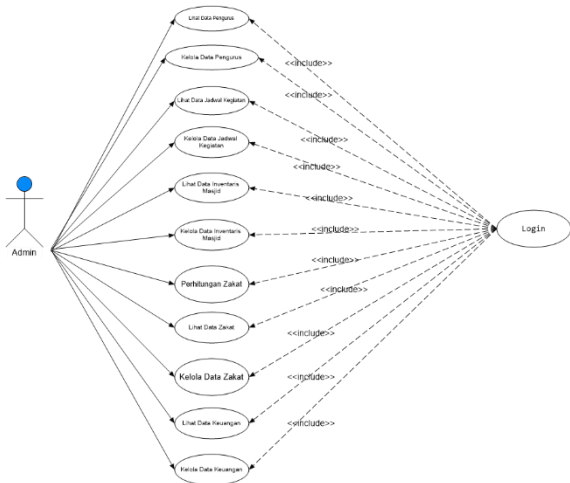 Lihat Data Pengurus
<<include>>
Kelola Data Pengurus
<<include>>
Lihat Data Jadwal Kegiatan
<<include>>
Kelola Data Jadwal
Kegiatan
<<include>>
Lihat Data Inventaris
Masjid
<<include>>
Admin
Kelola Data Inventaris
Masjid
<<include>>
Login
Perhitungan Zakat
<<include>>
Lihat Data Zakat
<<include>>
Kelola Data Zakat
<<include>>
Lihat Data Keuangan
<<include>>
Kelola Data Keuangan
<<include>>